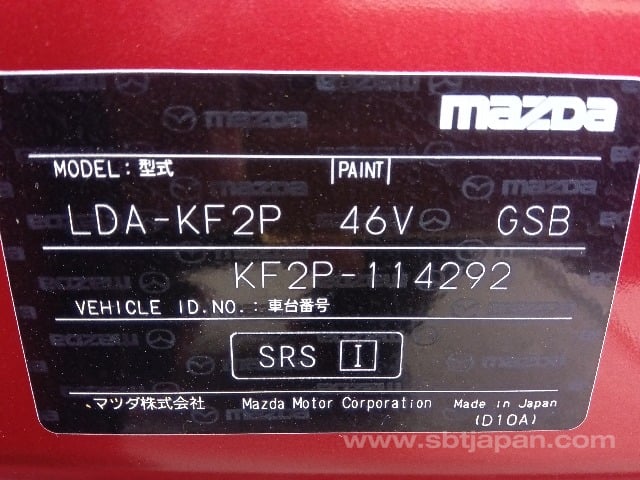 mazda
MODEL: 型式 PAINT
LDA-KF2P 46V GSB
KF2P-114292
VEHICLE ID.NO.: 車台番号
SRS I
マツダ株式会社 Mazda Motor Corporation Made in Japan
(D10A)
www.sbtjapan.com